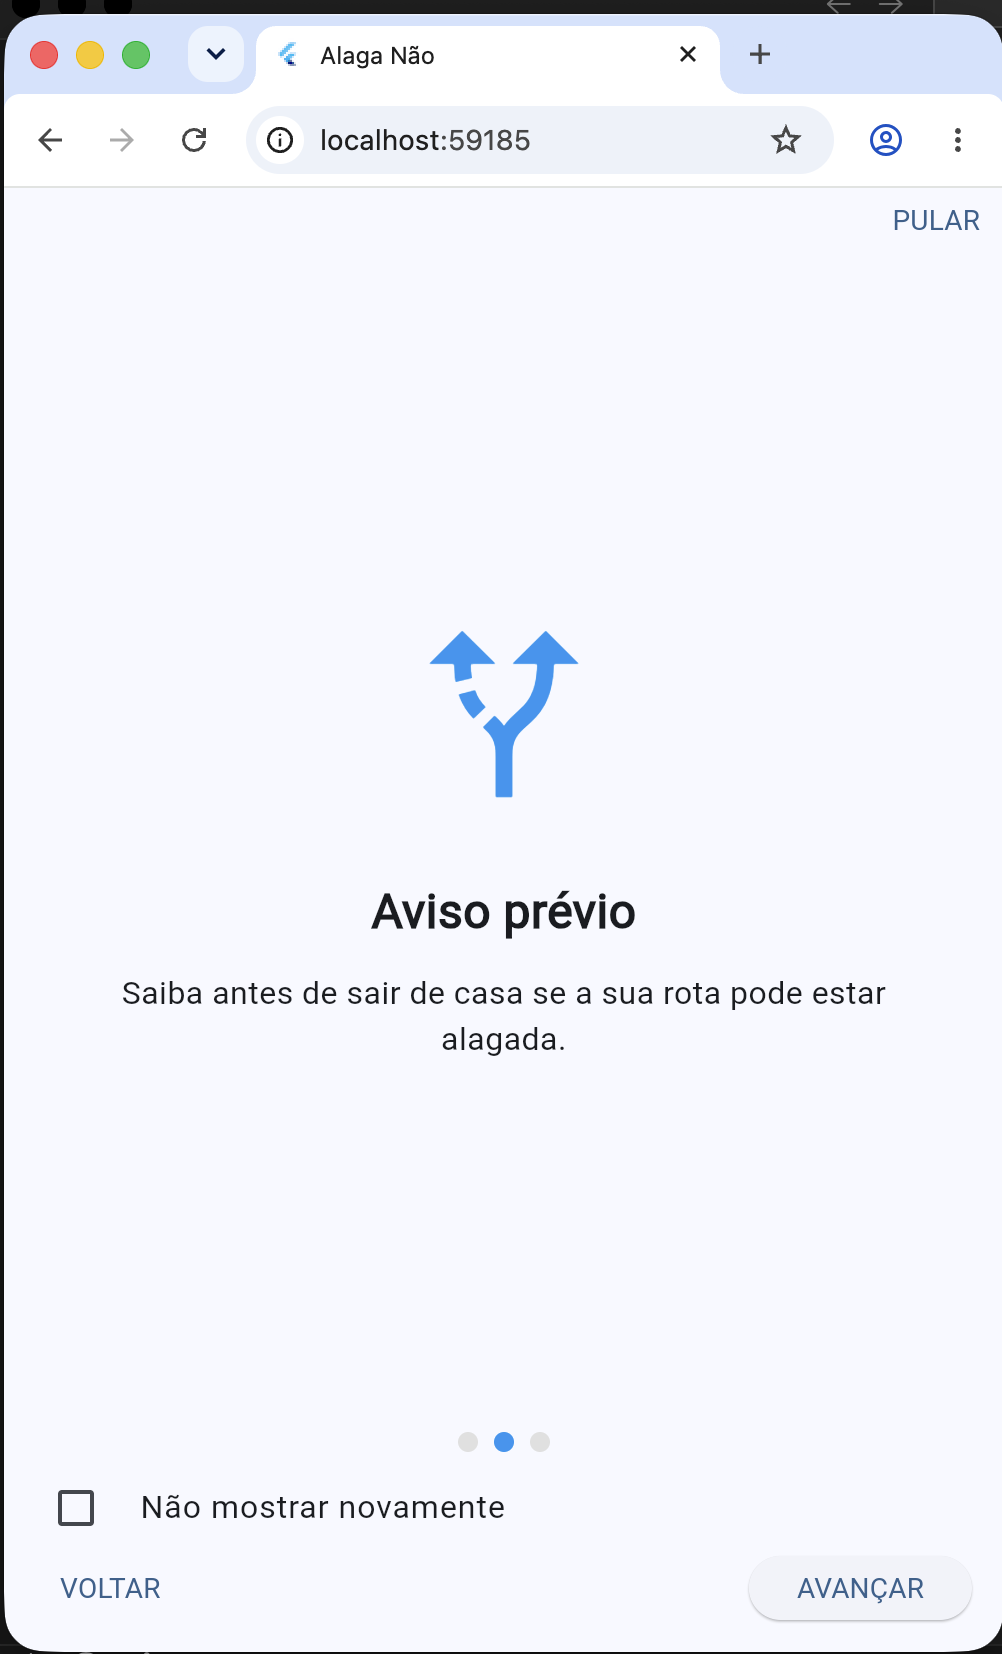 Alaga Não
localhost:59185
PULAR
Aviso prévio
Saiba antes de sair de casa se a sua rota pode estar
alagada.
Não mostrar novamente
VOLTAR
AVANÇAR